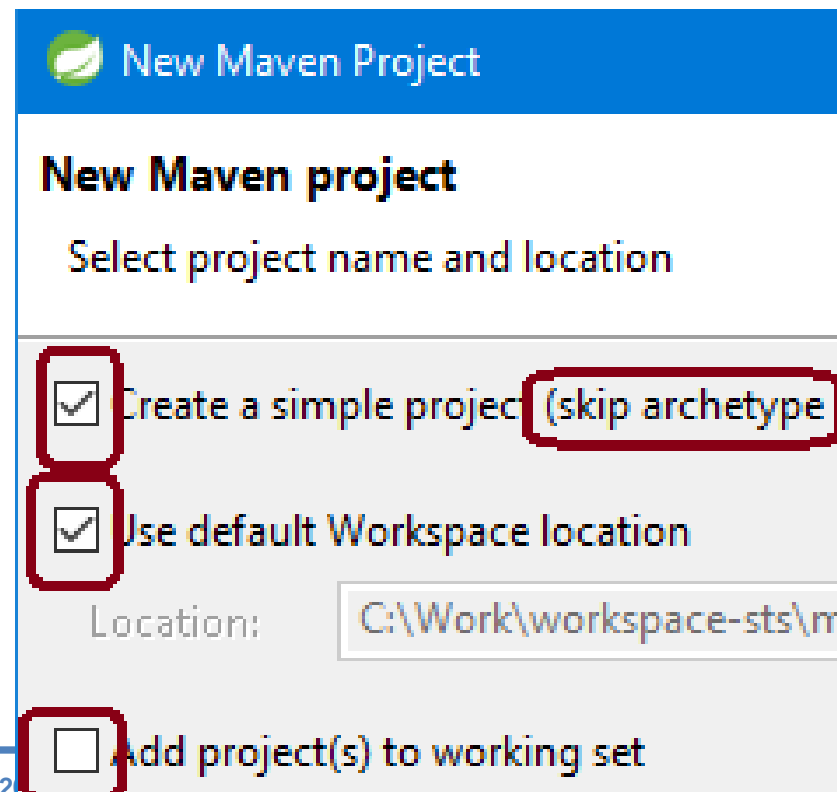 New Maven Project
New Maven project
Select project name and location
Create a simple project (skip archetype
Use default Workspace location
Location: C:\Work\workspace-sts\m
Add project(s) to working set